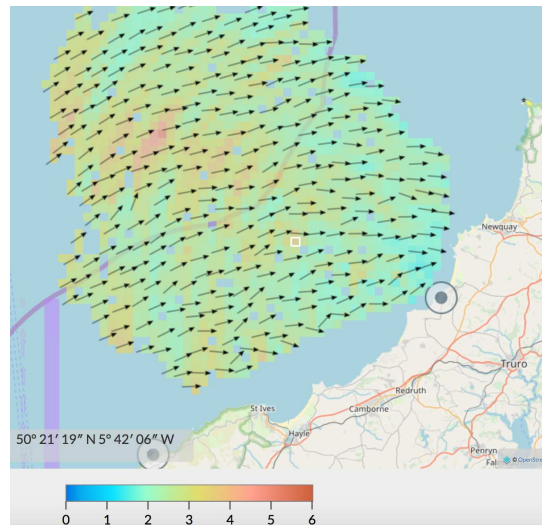 Newquay
Truro
Redruth
Camborne
St Ives
Hayle
50° 21′ 19″ N 5° 42′ 06″ W
Penryn
Fal
© OpenStre
0 1 2 3 4 5 6